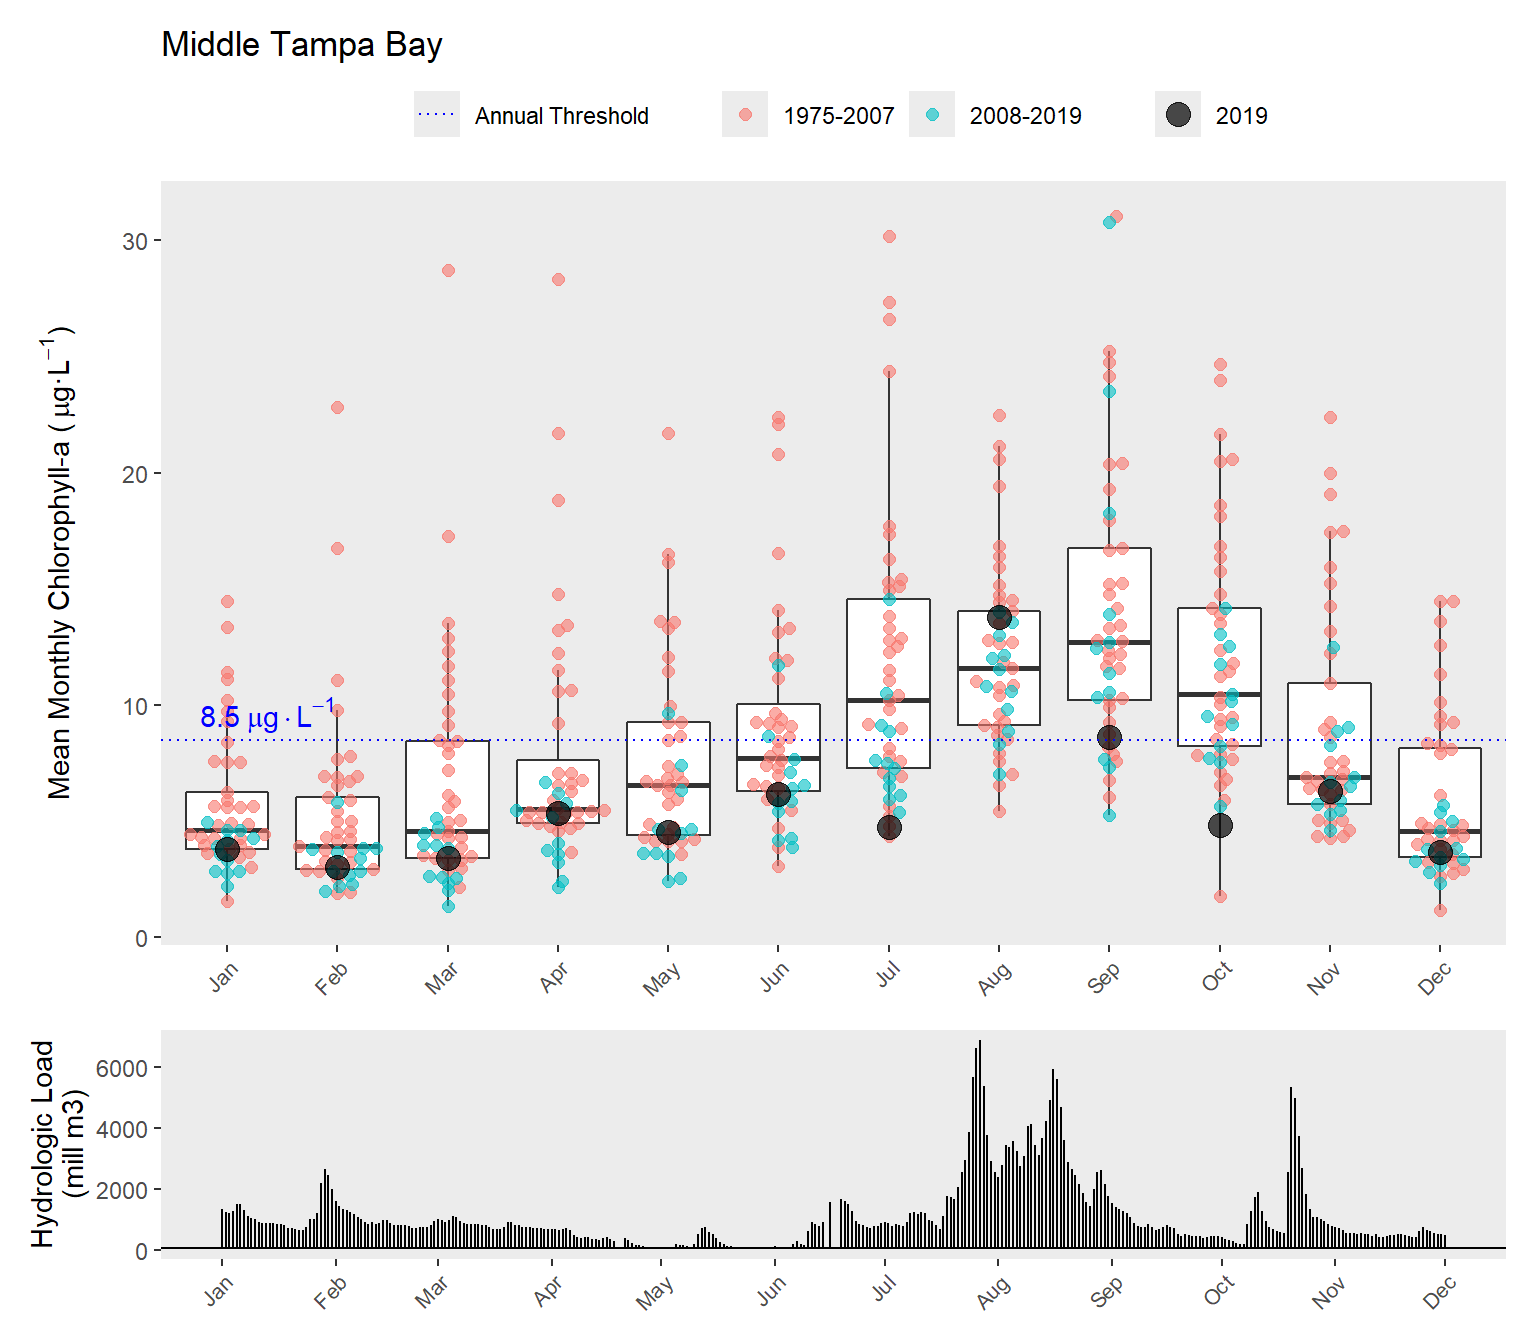 Middle Tampa Bay
Annual Threshold 1975-2007 2008-2019 2019
Mean Monthly Chlorophyll-a ( μg·L⁻¹)
30
20
10
0
8.5 μg · L⁻¹
Jan Feb Mar Apr May Jun Jul Aug Sep Oct Nov Dec
Hydrologic Load
(mill m3)
6000
4000
2000
0
Jan Feb Mar Apr May Jun Jul Aug Sep Oct Nov Dec